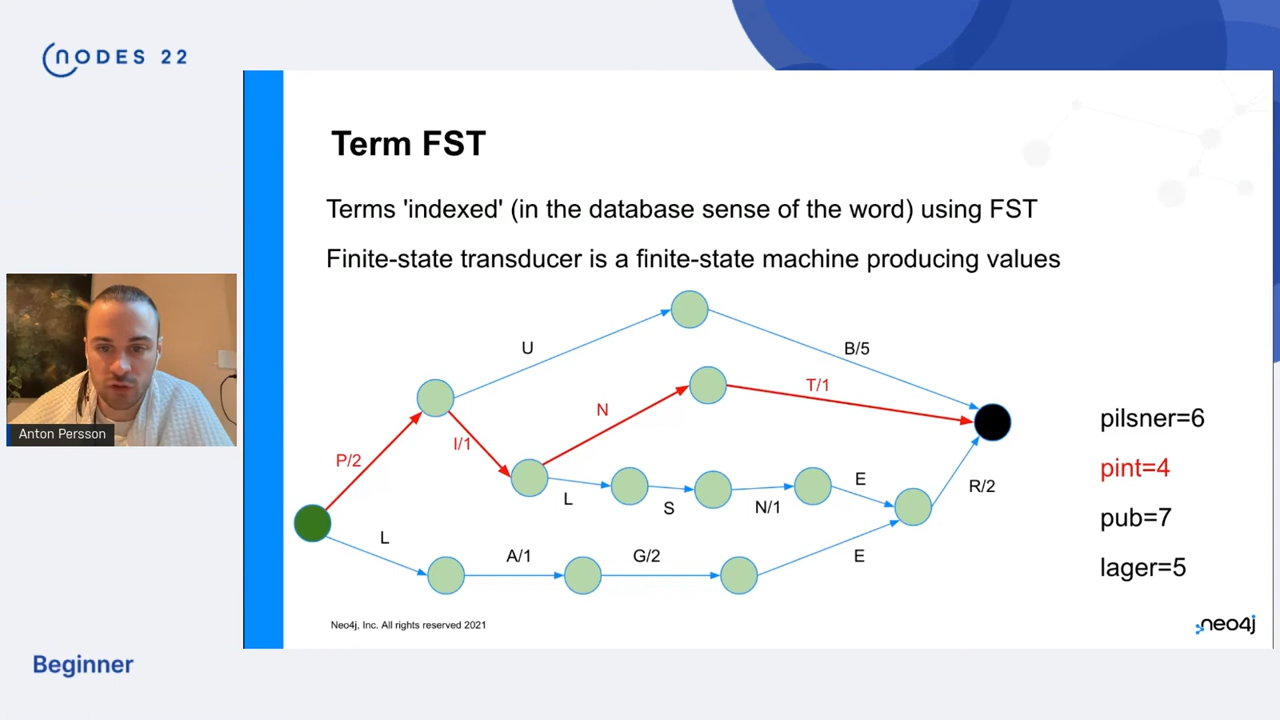 NODES 22
Term FST
Terms 'indexed' (in the database sense of the word) using FST
Finite-state transducer is a finite-state machine producing values
U
B/5
T/1
N
I/1
P/2
L
S
N/1
E
R/2
L
A/1
G/2
E
pilsner=6
pint=4
pub=7
lager=5
Anton Persson
Neo4j, Inc. All rights reserved 2021
neo4j
Beginner